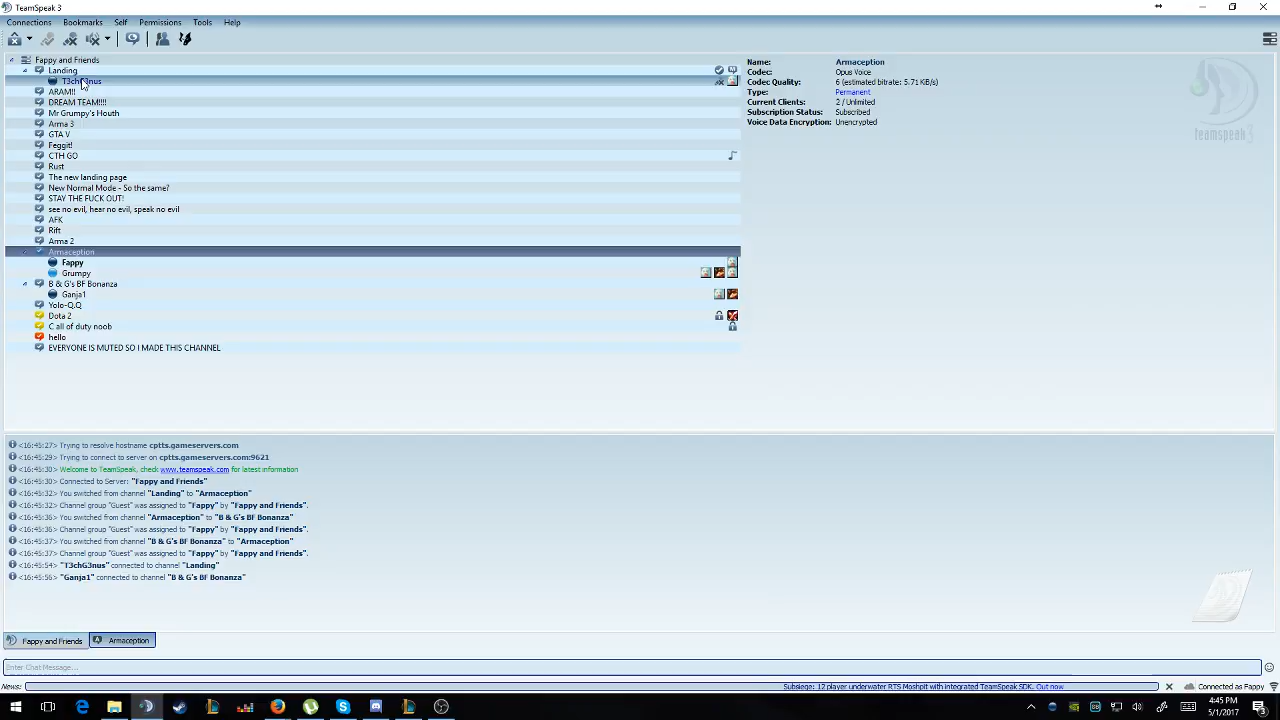 TeamSpeak 3
Connections Bookmarks Self Permissions Tools Help
Fappy and Friends
Landing
T3chG3nus
ARAM!!
DREAM TEAM!!!!
Mr Grumpy's Houth
Arma 3
GTA V
Feggit!
CTH GO
Rust
The new landing page
New Normal Mode - So the same?
STAY THE FUCK OUT!
see no evil, hear no evil, speak no evil
AFK
Rift
Arma 2
Armaception
Fappy
Grumpy
B & G's BF Bonanza
Ganja1
Yolo-Q.Q
Dota 2
C all of duty noob
hello
EVERYONE IS MUTED SO I MADE THIS CHANNEL
Name: Armaception
Codec: Opus Voice
Codec Quality: 6 (estimated bitrate: 5.71 KiB/s)
Type: Permanent
Current Clients: 2 / Unlimited
Subscription Status: Subscribed
Voice Data Encryption: Unencrypted
teamspeak3
<16:45:27> Trying to resolve hostname cptts.gameservers.com
<16:45:29> Trying to connect to server on cptts.gameservers.com:9621
<16:45:30> Welcome to TeamSpeak, check www.teamspeak.com for latest information
<16:45:30> Connected to Server: "Fappy and Friends"
<16:45:32> You switched from channel "Landing" to "Armaception"
<16:45:32> Channel group "Guest" was assigned to "Fappy" by "Fappy and Friends".
<16:45:36> You switched from channel "Armaception" to "B & G's BF Bonanza"
<16:45:36> Channel group "Guest" was assigned to "Fappy" by "Fappy and Friends".
<16:45:37> You switched from channel "B & G's BF Bonanza" to "Armaception"
<16:45:37> Channel group "Guest" was assigned to "Fappy" by "Fappy and Friends".
<16:45:54> "T3chG3nus" connected to channel "Landing"
<16:45:56> "Ganja1" connected to channel "B & G's BF Bonanza"
Fappy and Friends Armaception
Enter Chat Message...
News: Subsiege: 12 player underwater RTS Moshpit with integrated TeamSpeak SDK. Out now Connected as Fappy
4:45 PM
5/1/2017